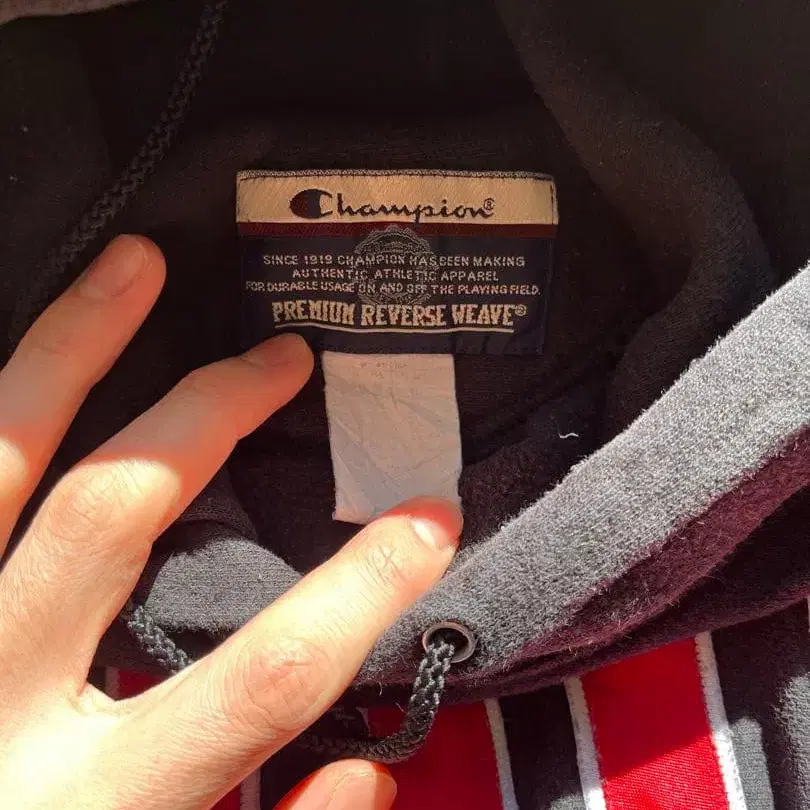 Champion®
SINCE 1919 CHAMPION HAS BEEN MAKING
AUTHENTIC ATHLETIC APPAREL
FOR DURABLE USAGE ON AND OFF THE PLAYING FIELD.
PREMIUM REVERSE WEAVE®